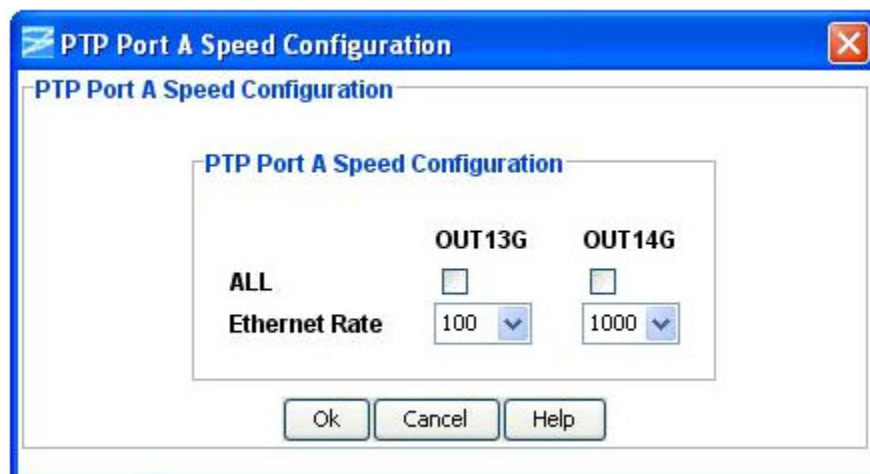 PTP Port A Speed Configuration
PTP Port A Speed Configuration
PTP Port A Speed Configuration
OUT13G OUT14G
ALL
Ethernet Rate 100 1000
Ok Cancel Help